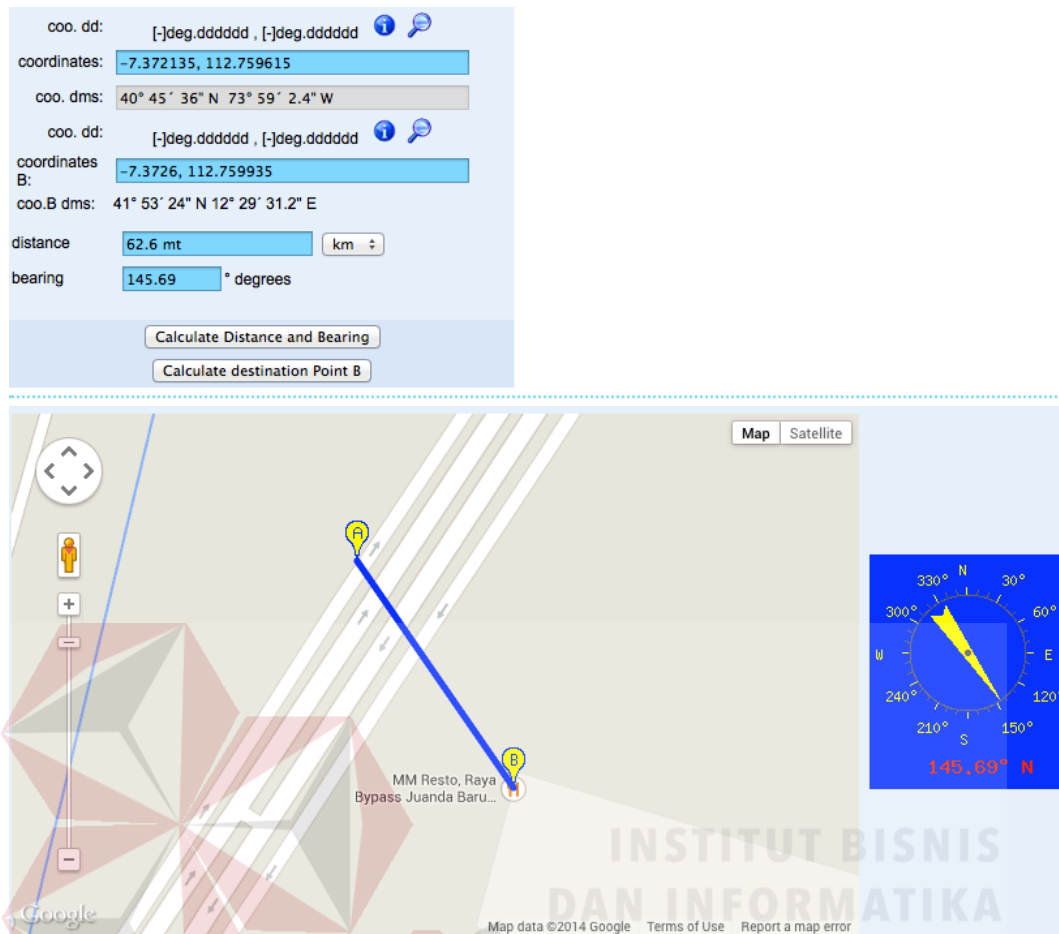 coo. dd: [-]deg.dddddd , [-]deg.dddddd
coordinates: -7.372135, 112.759615
coo. dms: 40° 45´ 36" N 73° 59´ 2.4" W
coo. dd: [-]deg.dddddd , [-]deg.dddddd
coordinates
B: -7.3726, 112.759935
coo.B dms: 41° 53´ 24" N 12° 29´ 31.2" E
distance 62.6 mt km
bearing 145.69 ° degrees
Calculate Distance and Bearing
Calculate destination Point B
Map Satellite
A
N
330° 30°
300° 60°
W E
240° 120°
210° 150°
S
145.69° N
B
MM Resto, Raya
Bypass Juanda Baru...
INSTITUT BISNIS
DAN INFORMATIKA
Google
Map data ©2014 Google Terms of Use Report a map error